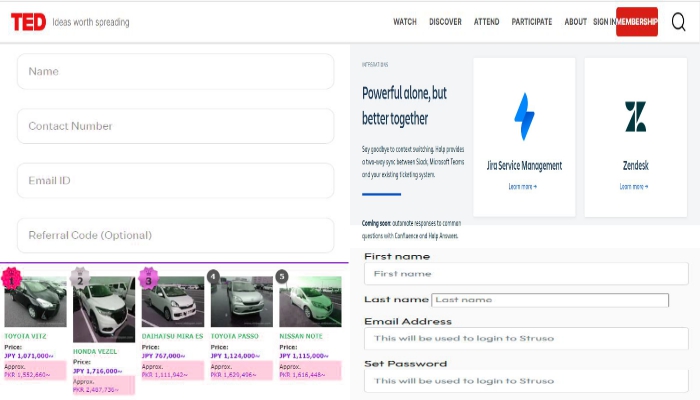 TED Ideas worth spreading
WATCH DISCOVER ATTEND PARTICIPATE ABOUT SIGN IN MEMBERSHIP
Name
Contact Number
Email ID
Referral Code (Optional)
INTEGRATIONS
Powerful alone, but
better together
Say goodbye to context switching. Halp provides
a two-way sync between Slack, Microsoft Teams
and your existing ticketing system.
Coming soon: automate responses to common
questions with Confluence and Halp Answers.
Jira Service Management
Learn more →
Zendesk
Learn more →
1
TOYOTA VITZ
Price:
JPY 1,071,000~
Approx.
PKR 1,552,660~
2
HONDA VEZEL
Price:
JPY 1,716,000~
Approx.
PKR 2,487,735~
3
DAIHATSU MIRA ES
Price:
JPY 767,000~
Approx.
PKR 1,111,942~
4
TOYOTA PASSO
Price:
JPY 1,124,000~
Approx.
PKR 1,629,496~
5
NISSAN NOTE
Price:
JPY 1,115,000~
Approx.
PKR 1,616,448~
First name
First name
Last name Last name
Email Address
This will be used to login to Struso
Set Password
This will be used to login to Struso